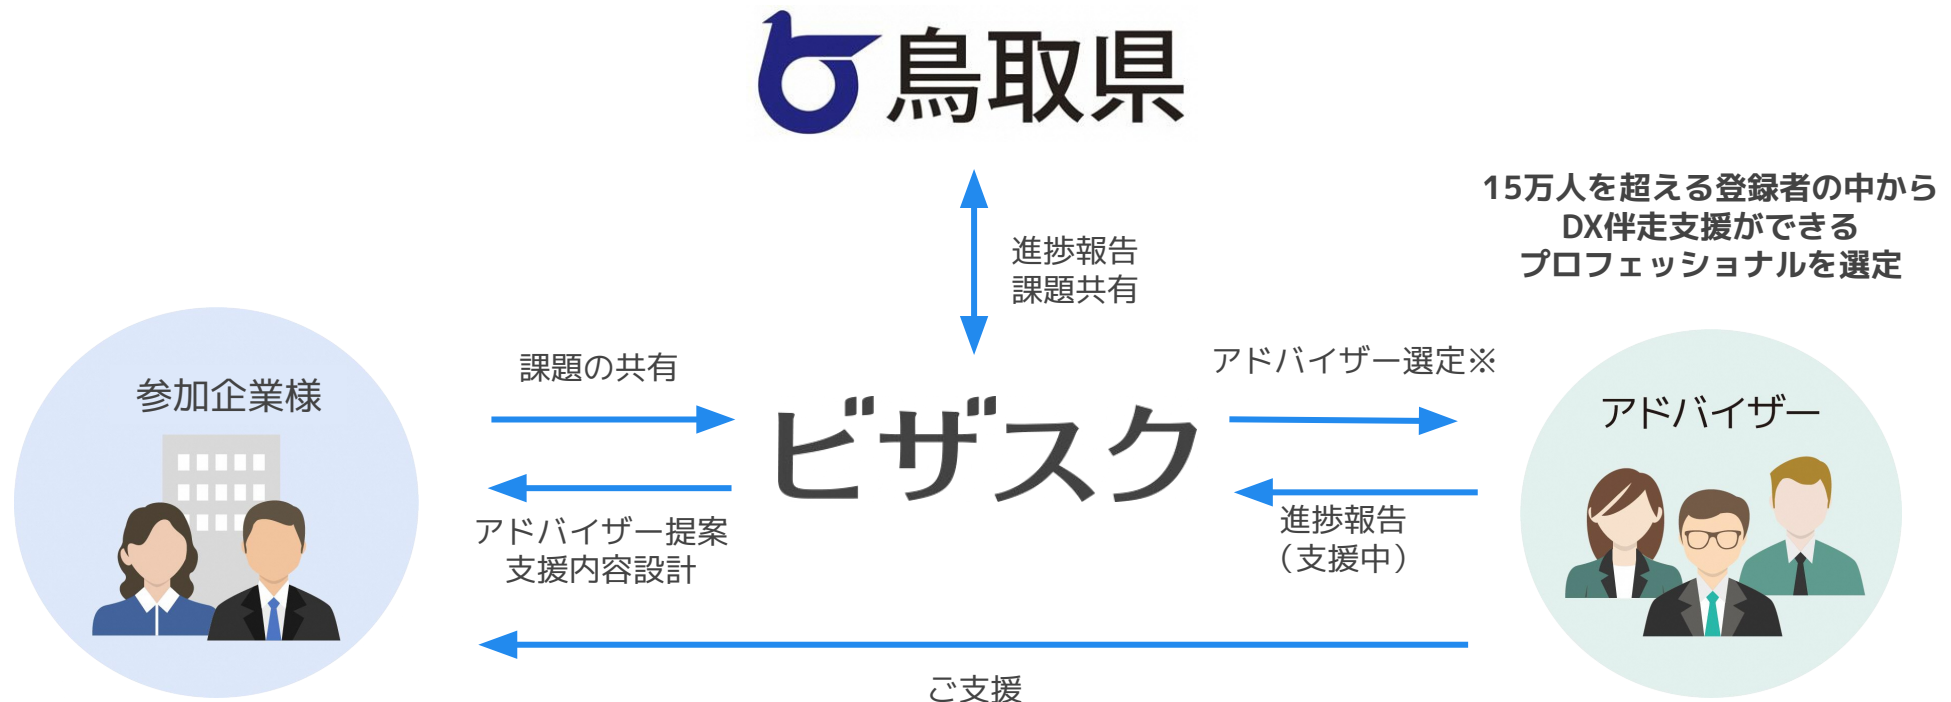 鳥取県
15万人を超える登録者の中から
DX伴走支援ができる
プロフェッショナルを選定
進捗報告
課題共有
課題の共有
アドバイザー選定※
参加企業様
アドバイザー
ビザスク
アドバイザー提案
支援内容設計
進捗報告
（支援中）
ご支援